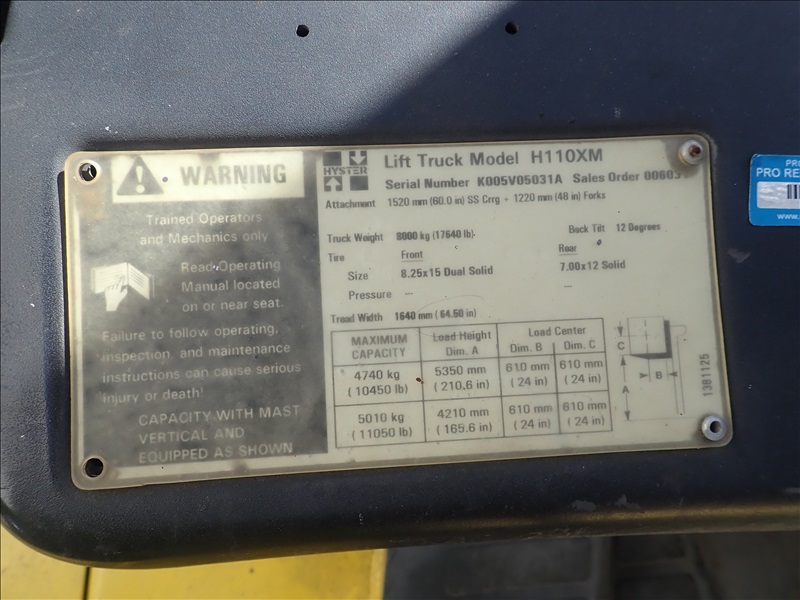 WARNING
Trained Operators
and Mechanics only
Read Operating
Manual located
on or near seat.
Failure to follow operating,
inspection, and maintenance
instructions can cause serious
injury or death!
CAPACITY WITH MAST
VERTICAL AND
EQUIPPED AS SHOWN
HYSTER
Lift Truck Model H110XM
Serial Number K005V05031A Sales Order 00603
Attachment 1520 mm (60.0 in) SS Crrg + 1220 mm (48 in) Forks
Truck Weight 8000 kg (17640 lb) Back Tilt 12 Degrees
Tire Front Rear
Size 8.25x15 Dual Solid 7.00x12 Solid
Pressure --- ---
Tread Width 1640 mm (64.50 in)
MAXIMUM CAPACITY Load Height Dim. A Load Center Dim. B Dim. C
4740 kg 5350 mm 610 mm 610 mm
(10450 lb) (210.6 in) (24 in) (24 in)
5010 kg 4210 mm 610 mm 610 mm
(11050 lb) (165.6 in) (24 in) (24 in)
C
B
A
1381125
PRO RE